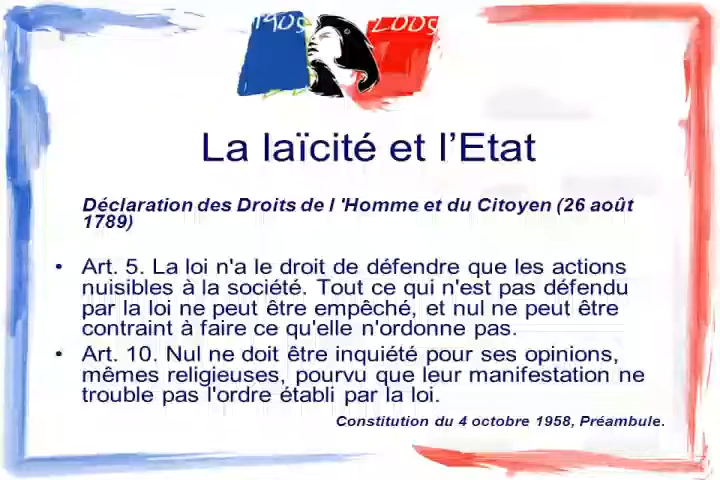 1905 2005
La laïcité et l’Etat
Déclaration des Droits de l 'Homme et du Citoyen (26 août
1789)
• Art. 5. La loi n'a le droit de défendre que les actions
nuisibles à la société. Tout ce qui n'est pas défendu
par la loi ne peut être empêché, et nul ne peut être
contraint à faire ce qu'elle n'ordonne pas.
• Art. 10. Nul ne doit être inquiété pour ses opinions,
mêmes religieuses, pourvu que leur manifestation ne
trouble pas l'ordre établi par la loi.
Constitution du 4 octobre 1958, Préambule.